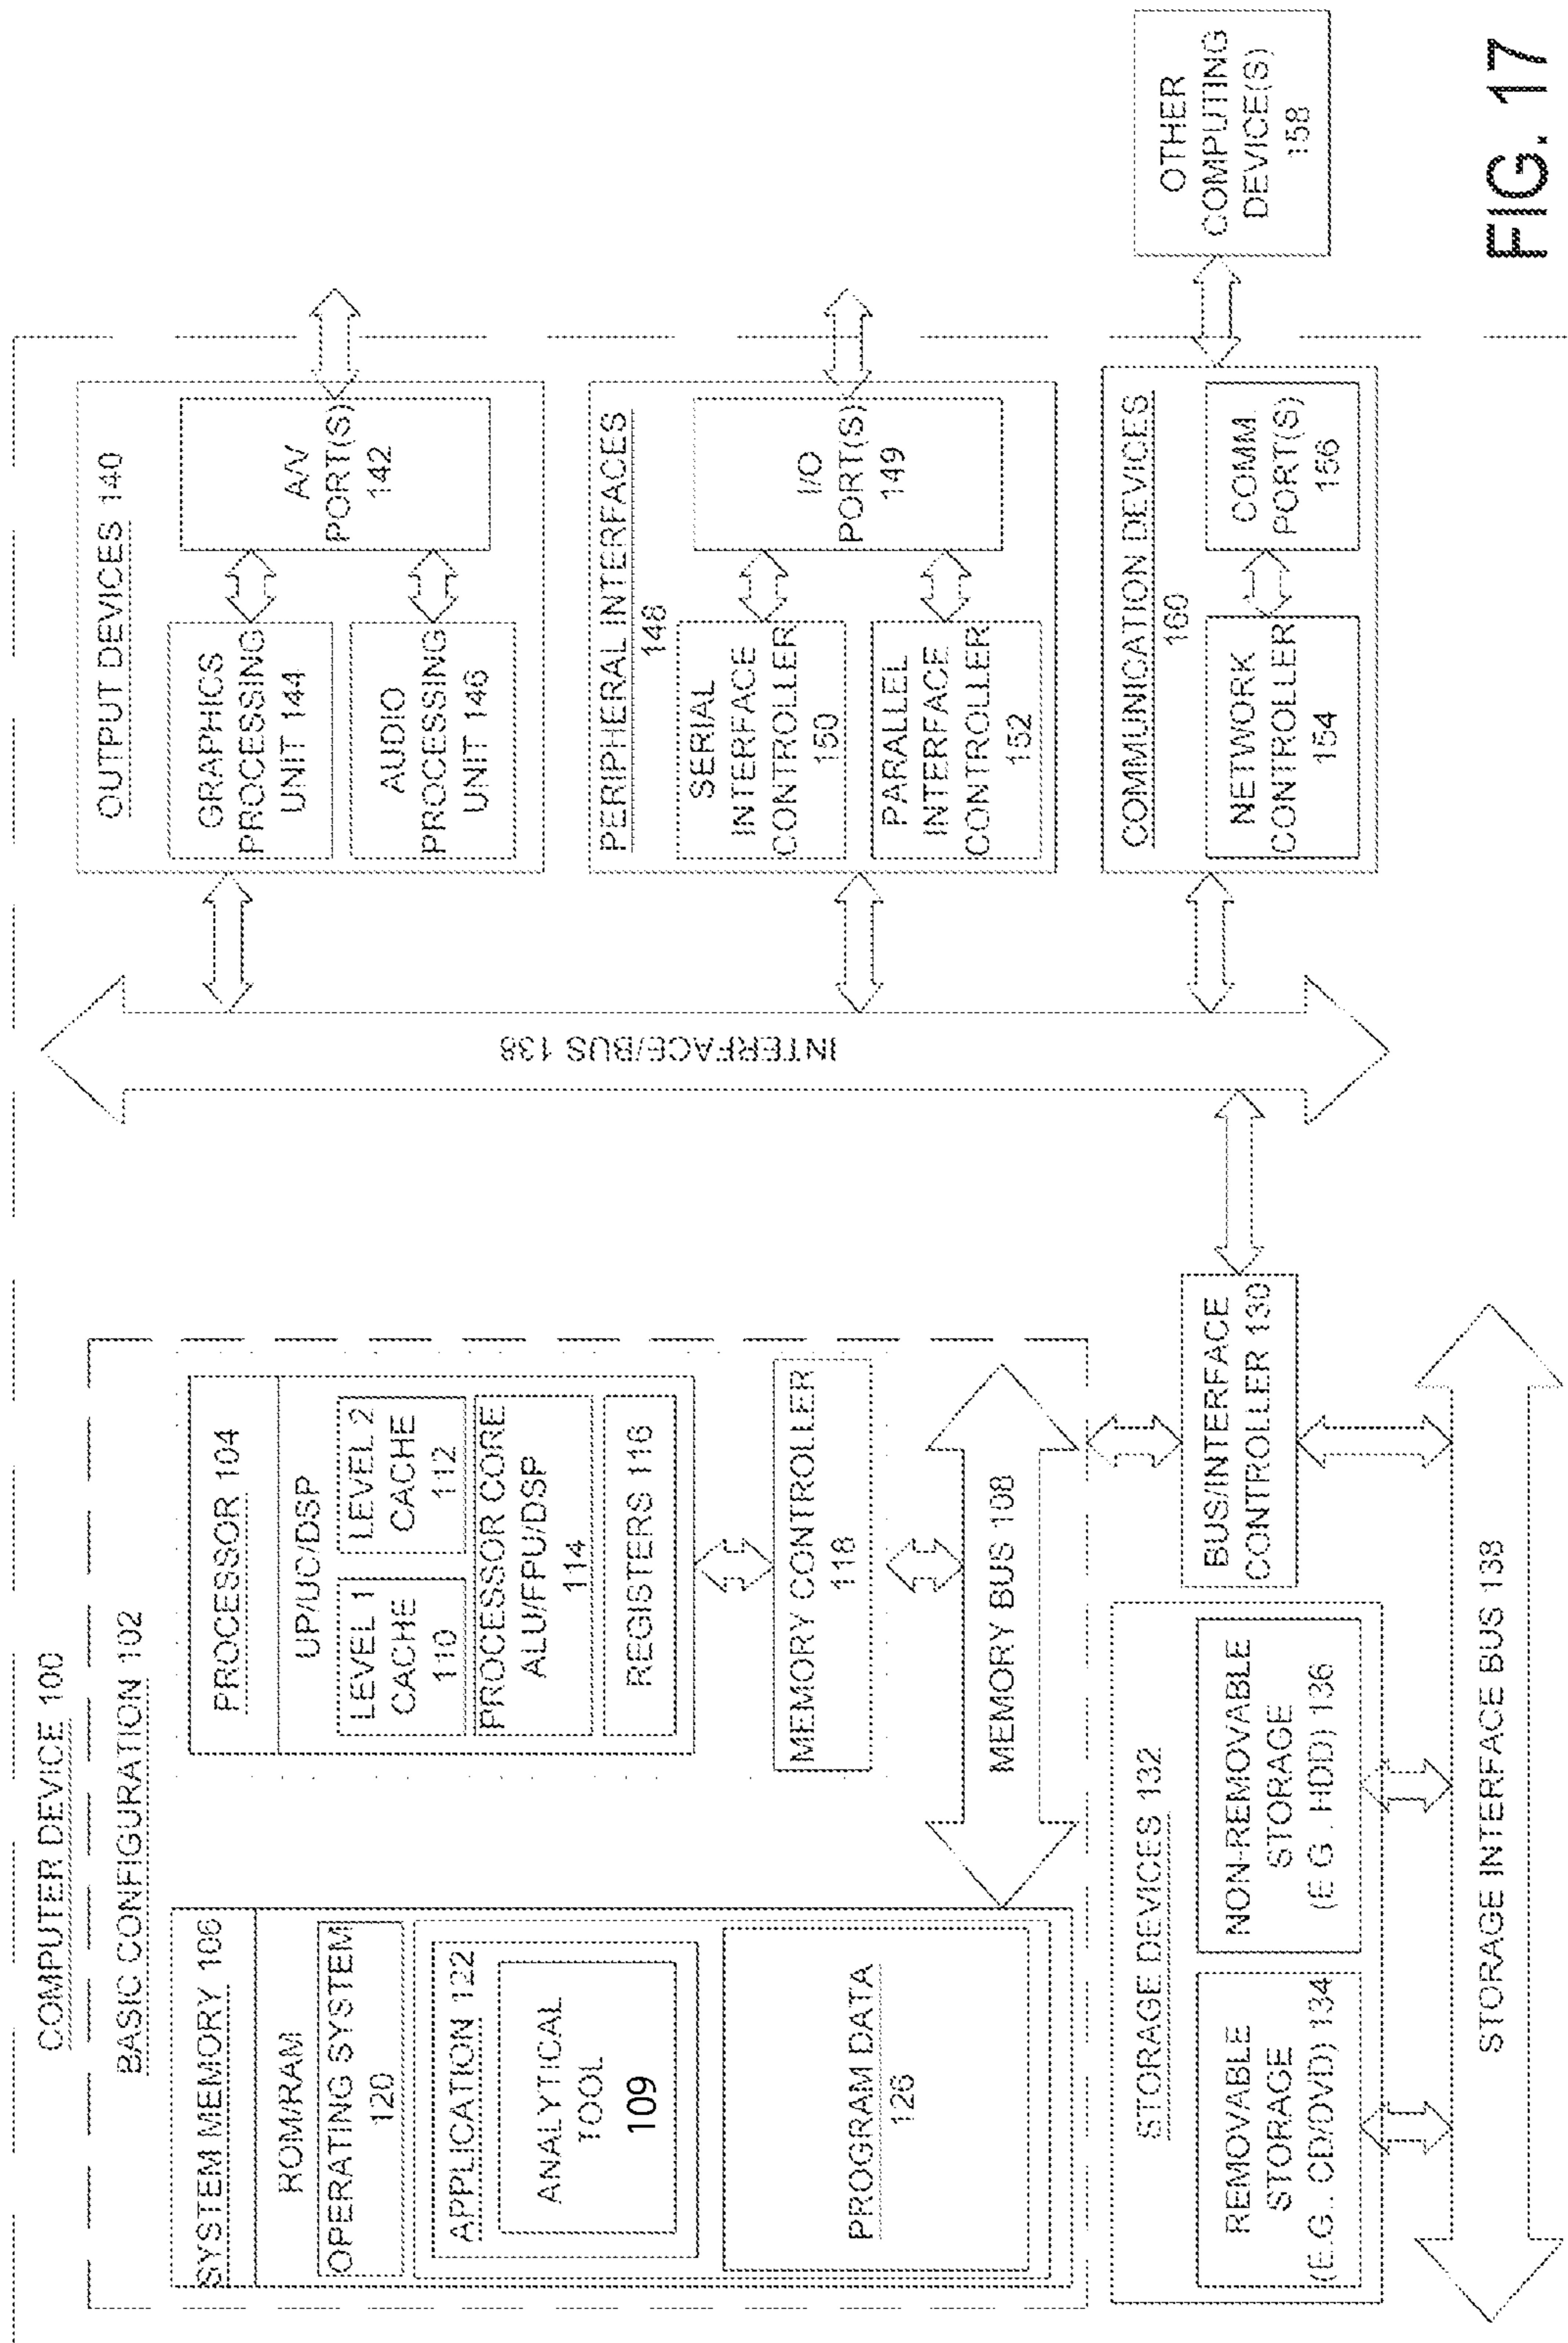 COMPUTER DEVICE 100
BASIC CONFIGURATION 102
SYSTEM MEMORY 106
ROM/RAM
OPERATING SYSTEM
120
APPLICATION 122
ANALYTICAL
TOOL
109
PROGRAM DATA
126
PROCESSOR 104
UP/UC/DSP
LEVEL 1
CACHE
110
LEVEL 2
CACHE
112
PROCESSOR CORE
ALU/FPU/DSP
114
REGISTERS 116
MEMORY CONTROLLER
118
MEMORY BUS 108
BUS/INTERFACE
CONTROLLER 130
STORAGE DEVICES 132
REMOVABLE
STORAGE
(E.G., CD/DVD) 134
NON-REMOVABLE
STORAGE
(E.G., HDD) 136
STORAGE INTERFACE BUS 138
INTERFACE/BUS 138
OUTPUT DEVICES 140
GRAPHICS
PROCESSING
UNIT 144
AUDIO
PROCESSING
UNIT 146
A/V
PORT(S)
142
PERIPHERAL INTERFACES
148
SERIAL
INTERFACE
CONTROLLER
150
PARALLEL
INTERFACE
CONTROLLER
152
I/O
PORT(S)
149
COMMUNICATION DEVICES
160
NETWORK
CONTROLLER
154
COMM.
PORT(S)
156
OTHER
COMPUTING
DEVICE(S)
158
FIG. 17